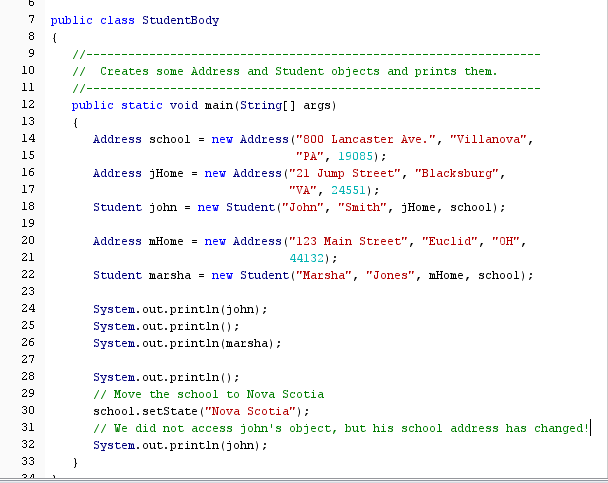 6
7 public class StudentBody
8 {
9 //-----------------------------------------------------------------
10 //  Creates some Address and Student objects and prints them.
11 //-----------------------------------------------------------------
12 public static void main(String[] args)
13 {
14 Address school = new Address("800 Lancaster Ave.", "Villanova",
15 "PA", 19085);
16 Address jHome = new Address("21 Jump Street", "Blacksburg",
17 "VA", 24551);
18 Student john = new Student("John", "Smith", jHome, school);
19
20 Address mHome = new Address("123 Main Street", "Euclid", "OH",
21 44132);
22 Student marsha = new Student("Marsha", "Jones", mHome, school);
23
24 System.out.println(john);
25 System.out.println();
26 System.out.println(marsha);
27
28 System.out.println();
29 // Move the school to Nova Scotia
30 school.setState("Nova Scotia");
31 // We did not access john's object, but his school address has changed!
32 System.out.println(john);
33 }
34 }